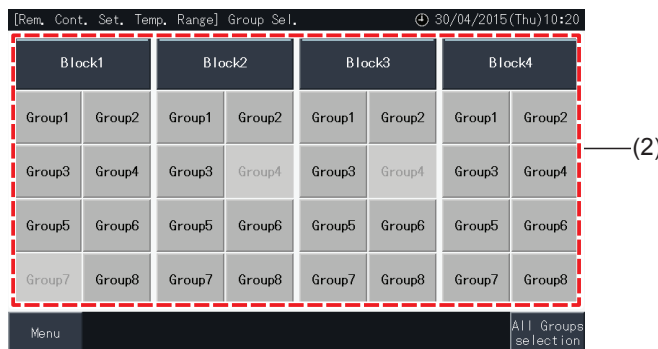 [Rem. Cont. Set. Temp. Range] Group Sel. 30/04/2015(Thu)10:20
Block1 Block2 Block3 Block4
Group1 Group2 Group1 Group2 Group1 Group2 Group1 Group2
(2)
Group3 Group4 Group3 Group4 Group3 Group4 Group3 Group4
Group5 Group6 Group5 Group6 Group5 Group6 Group5 Group6
Group7 Group8 Group7 Group8 Group7 Group8 Group7 Group8
Menu
All Groups
selection